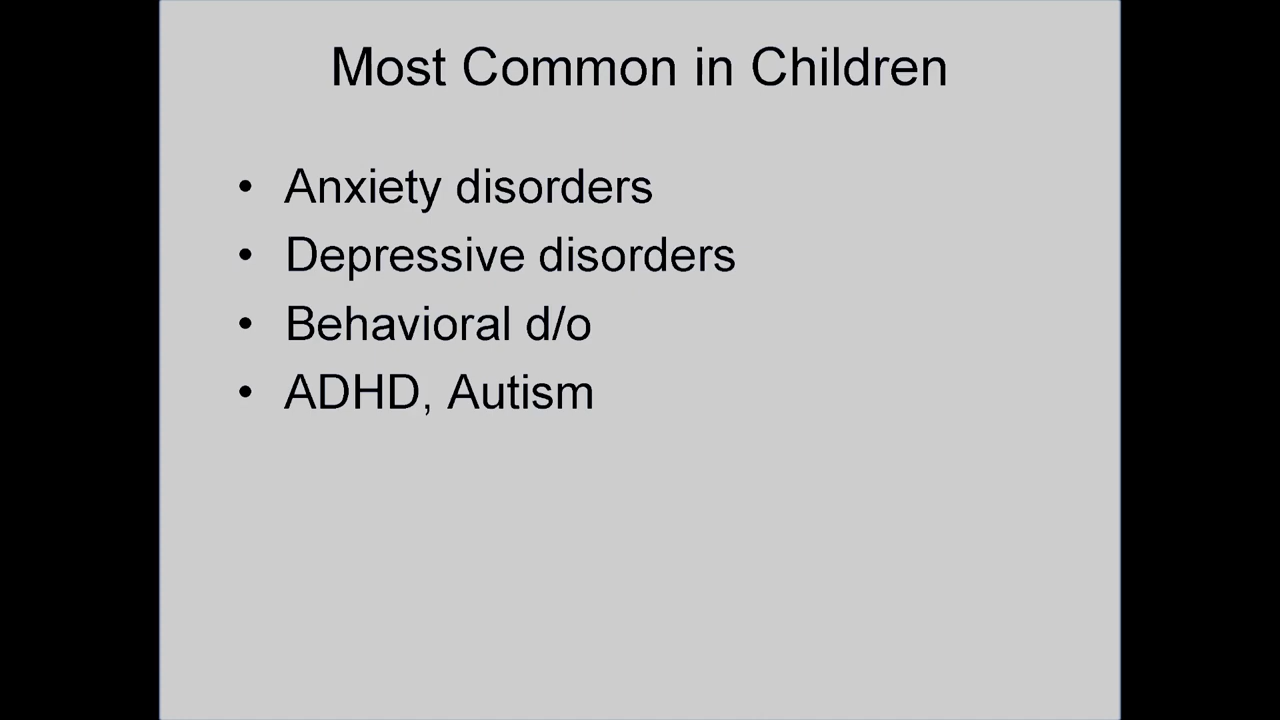 Most Common in Children
• Anxiety disorders
• Depressive disorders
• Behavioral d/o
• ADHD, Autism